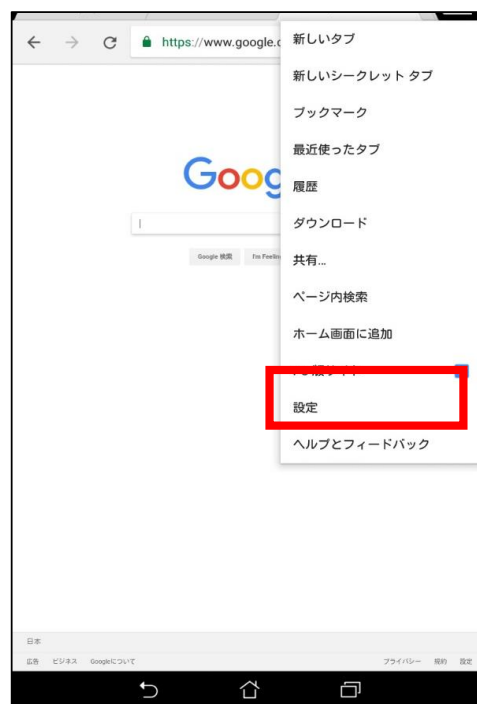 https://www.google.c
新しいタブ
新しいシークレット タブ
ブックマーク
最近使ったタブ
履歴
ダウンロード
共有...
ページ内検索
ホーム画面に追加
設定
ヘルプとフィードバック
Goog
Google 検索 I'm Feelin
日本
広告 ビジネス Googleについて プライバシー 規約 設定